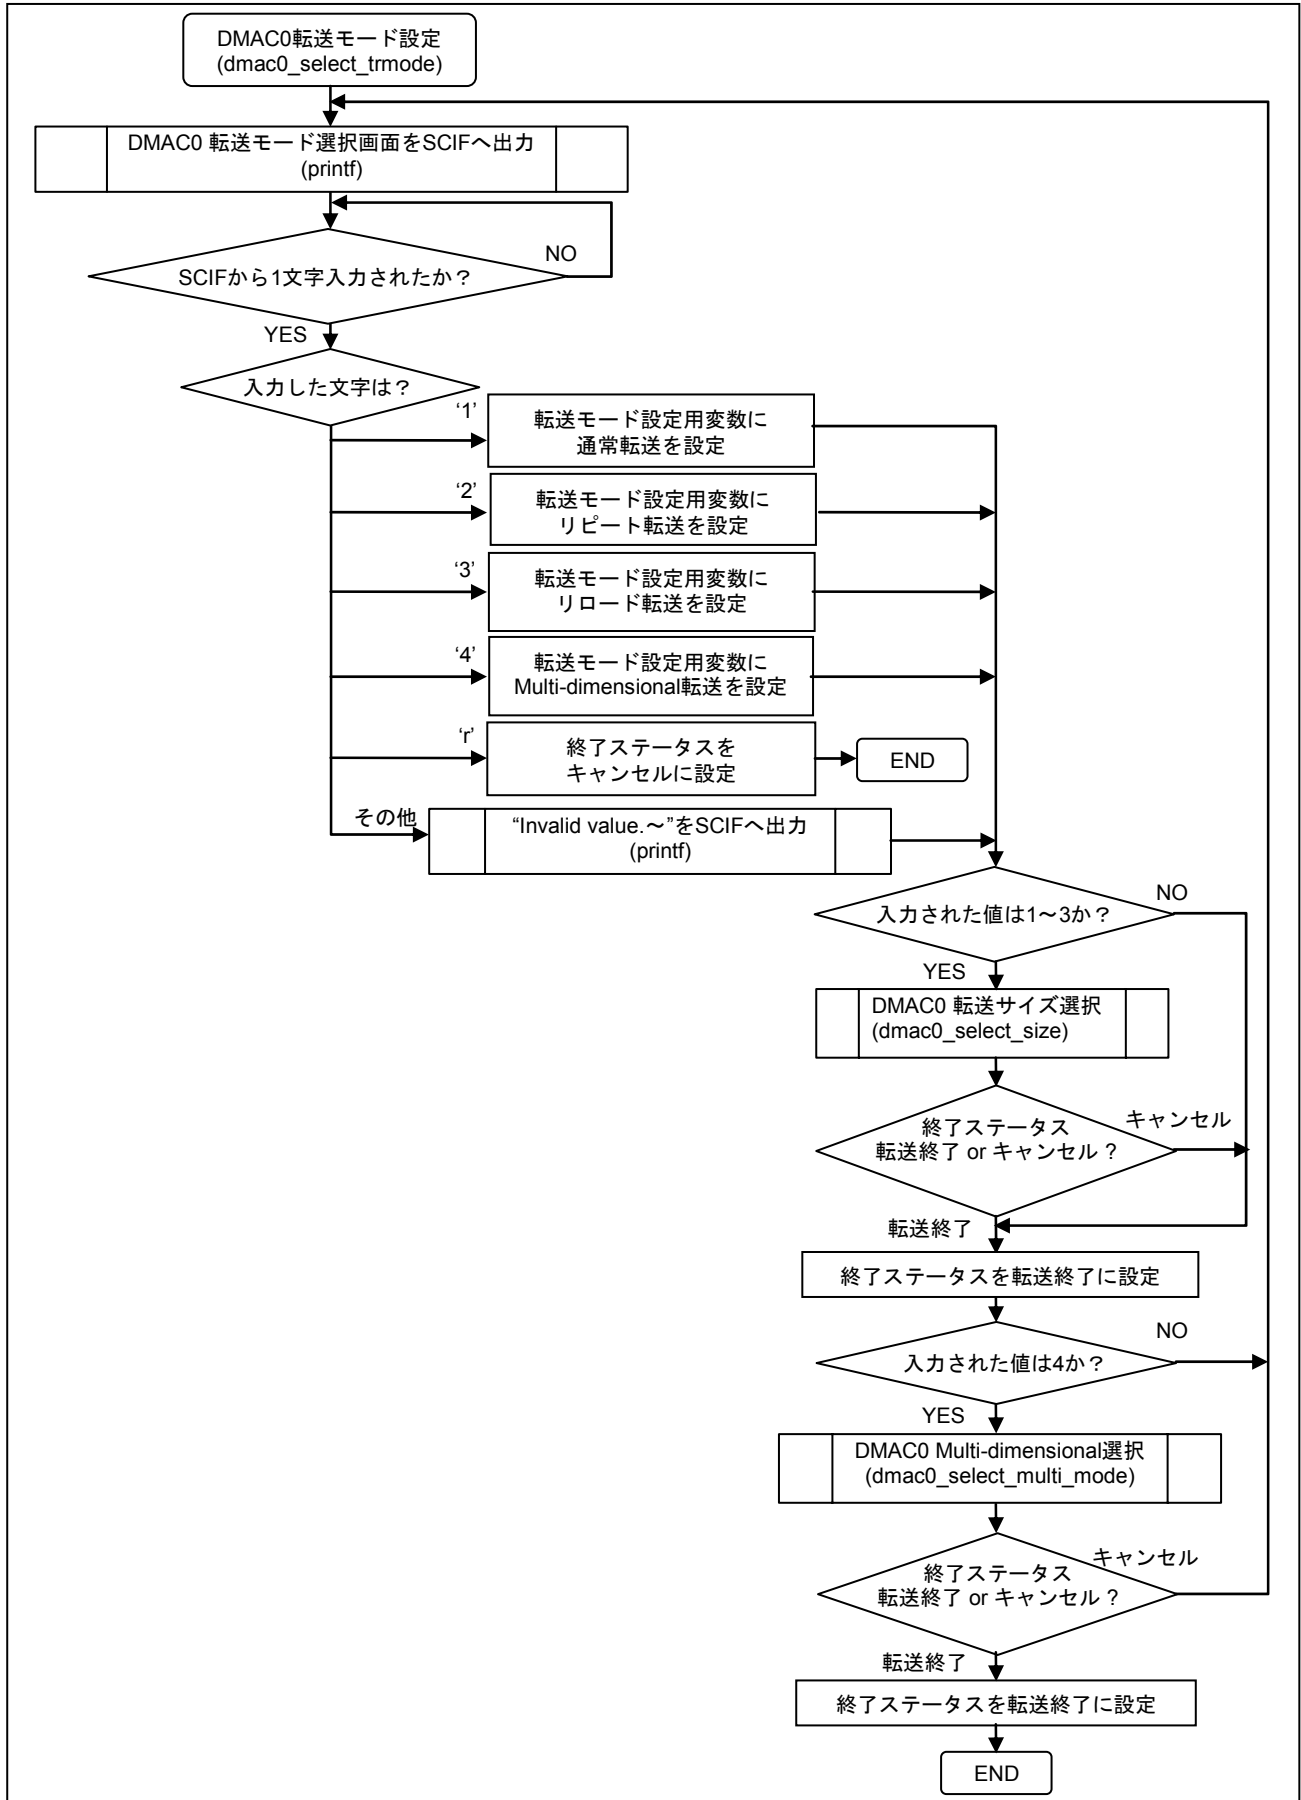 DMAC0転送モード設定
(dmac0_select_trmode)
DMAC0 転送モード選択画面をSCIFへ出力
(printf)
NO
SCIFから1文字入力されたか？
YES
入力した文字は？
‘1’
転送モード設定用変数に
通常転送を設定
‘2’
転送モード設定用変数に
リピート転送を設定
‘3’
転送モード設定用変数に
リロード転送を設定
‘4’
転送モード設定用変数に
Multi-dimensional転送を設定
‘r’
終了ステータスを
キャンセルに設定
END
その他
“Invalid value.～”をSCIFへ出力
(printf)
NO
入力された値は1～3か？
YES
DMAC0 転送サイズ選択
(dmac0_select_size)
キャンセル
終了ステータス
転送終了 or キャンセル ?
転送終了
終了ステータスを転送終了に設定
NO
入力された値は4か？
YES
DMAC0 Multi-dimensional選択
(dmac0_select_multi_mode)
キャンセル
終了ステータス
転送終了 or キャンセル ?
転送終了
終了ステータスを転送終了に設定
END